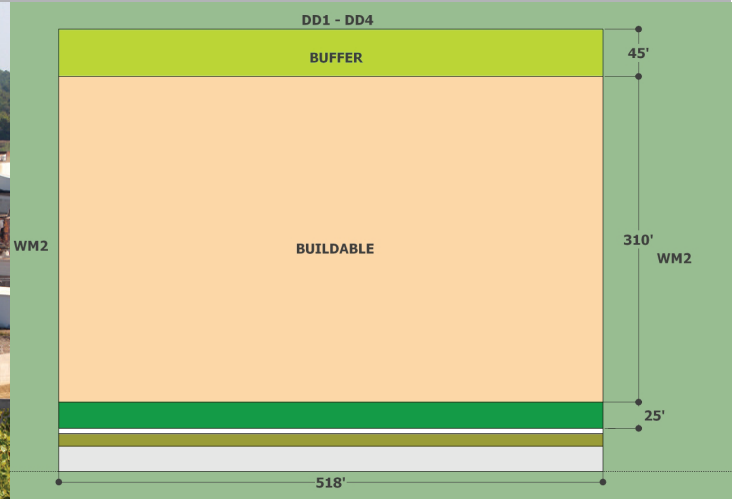 DD1 - DD4
BUFFER
45'
BUILDABLE
WM2
310'
WM2
25'
518'